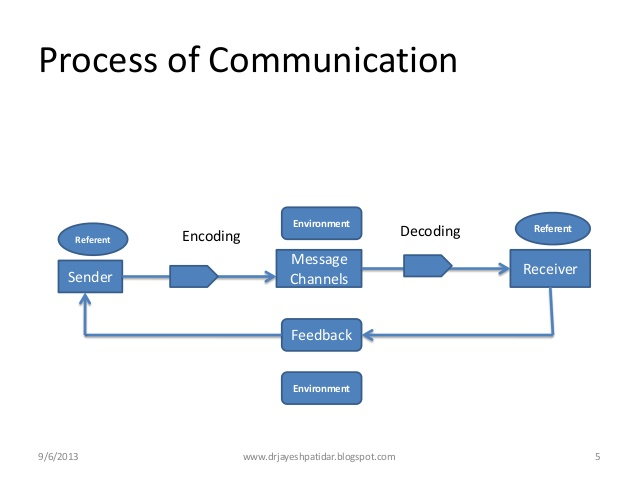 Process of Communication
Referent
Encoding
Environment
Decoding
Referent
Sender
Message
Channels
Receiver
Feedback
Environment
9/6/2013
www.drjayeshpatidar.blogspot.com
5